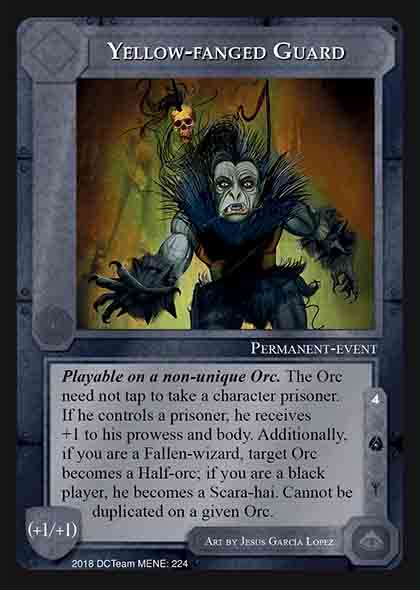 Yellow-fanged Guard
Permanent-event
Playable on a non-unique Orc. The Orc
need not tap to take a character prisoner.
If he controls a prisoner, he receives
+1 to his prowess and body. Additionally,
if you are a Fallen-wizard, target Orc
becomes a Half-orc; if you are a black
player, he becomes a Scara-hai. Cannot be
duplicated on a given Orc.
4
(+1/+1)
Art by Jesus Garcia Lopez
2018 DCTeam MENE: 224